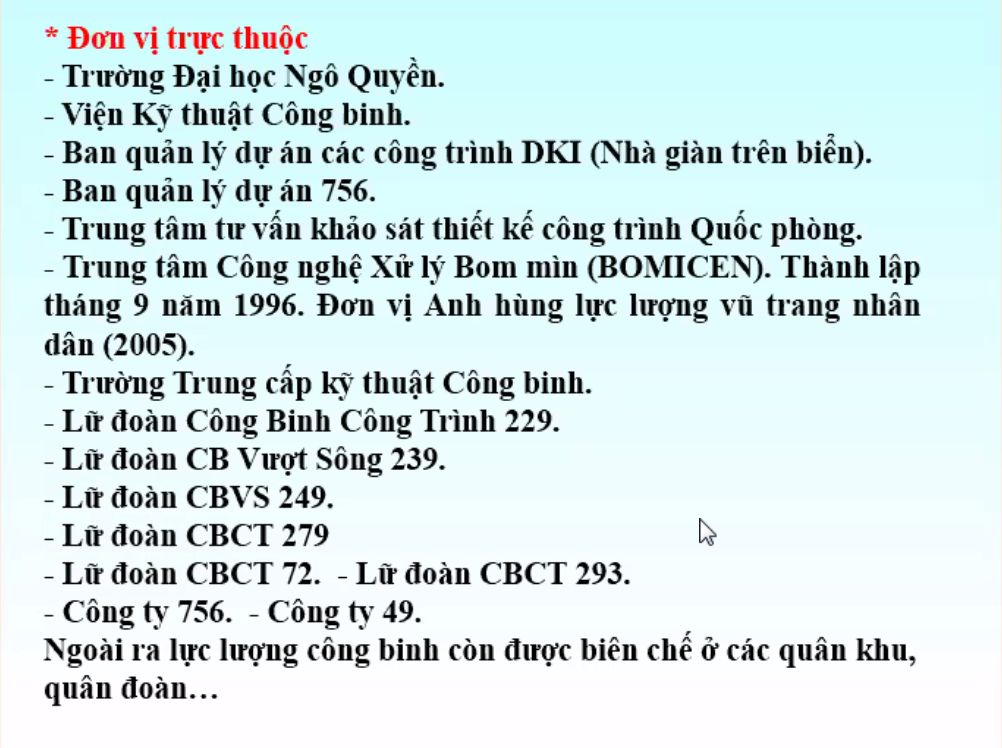 * Đơn vị trực thuộc
- Trường Đại học Ngô Quyền.
- Viện Kỹ thuật Công binh.
- Ban quản lý dự án các công trình DKI (Nhà giàn trên biển).
- Ban quản lý dự án 756.
- Trung tâm tư vấn khảo sát thiết kế công trình Quốc phòng.
- Trung tâm Công nghệ Xử lý Bom mìn (BOMICEN). Thành lập
tháng 9 năm 1996. Đơn vị Anh hùng lực lượng vũ trang nhân
dân (2005).
- Trường Trung cấp kỹ thuật Công binh.
- Lữ đoàn Công Binh Công Trình 229.
- Lữ đoàn CB Vượt Sông 239.
- Lữ đoàn CBVS 249.
- Lữ đoàn CBCT 279
- Lữ đoàn CBCT 72.  - Lữ đoàn CBCT 293.
- Công ty 756.  - Công ty 49.
Ngoài ra lực lượng công binh còn được biên chế ở các quân khu,
quân đoàn…